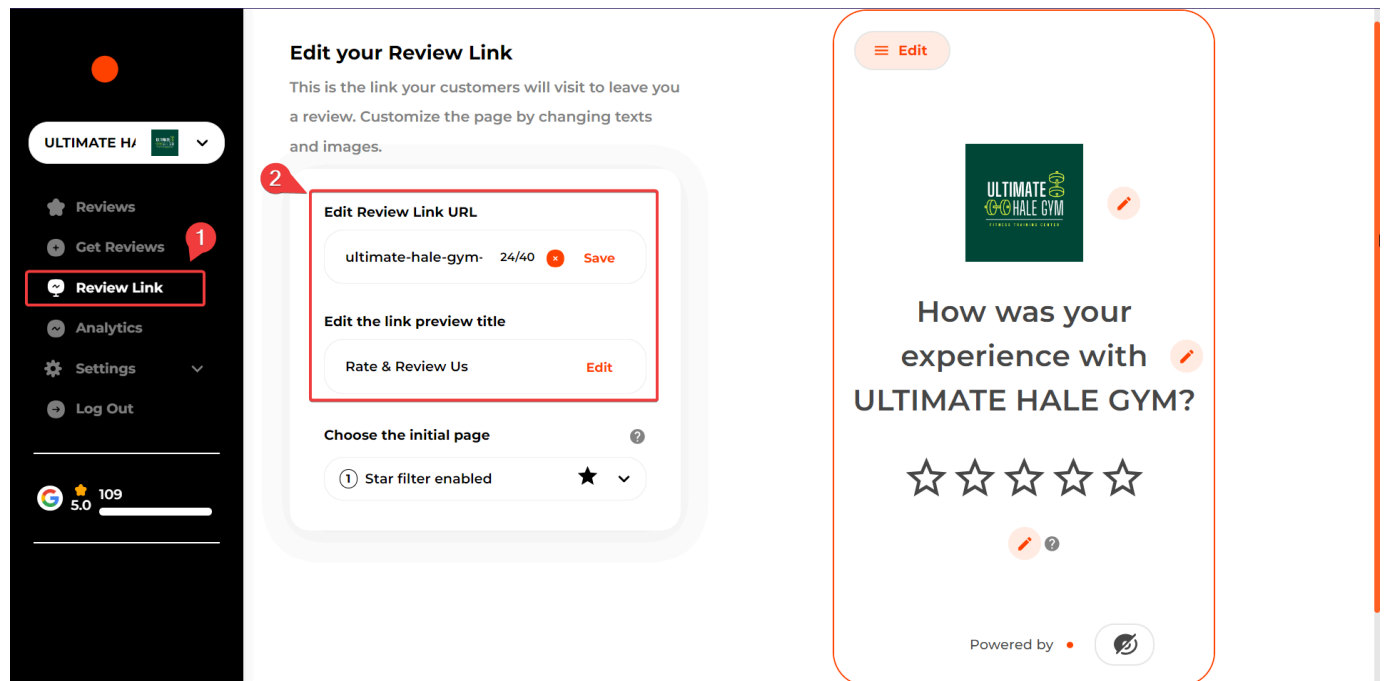 ULTIMATE HA
Reviews
Get Reviews
1
Review Link
Analytics
Settings
Log Out
5.0
109
Edit your Review Link
This is the link your customers will visit to leave you
a review. Customize the page by changing texts
and images.
2
Edit Review Link URL
ultimate-hale-gym- 24/40 Save
Edit the link preview title
Rate & Review Us Edit
Choose the initial page ?
1 Star filter enabled
Edit
ULTIMATE
HALE GYM
FITNESS TRAINING CENTER
How was your
experience with
ULTIMATE HALE GYM?
?
Powered by